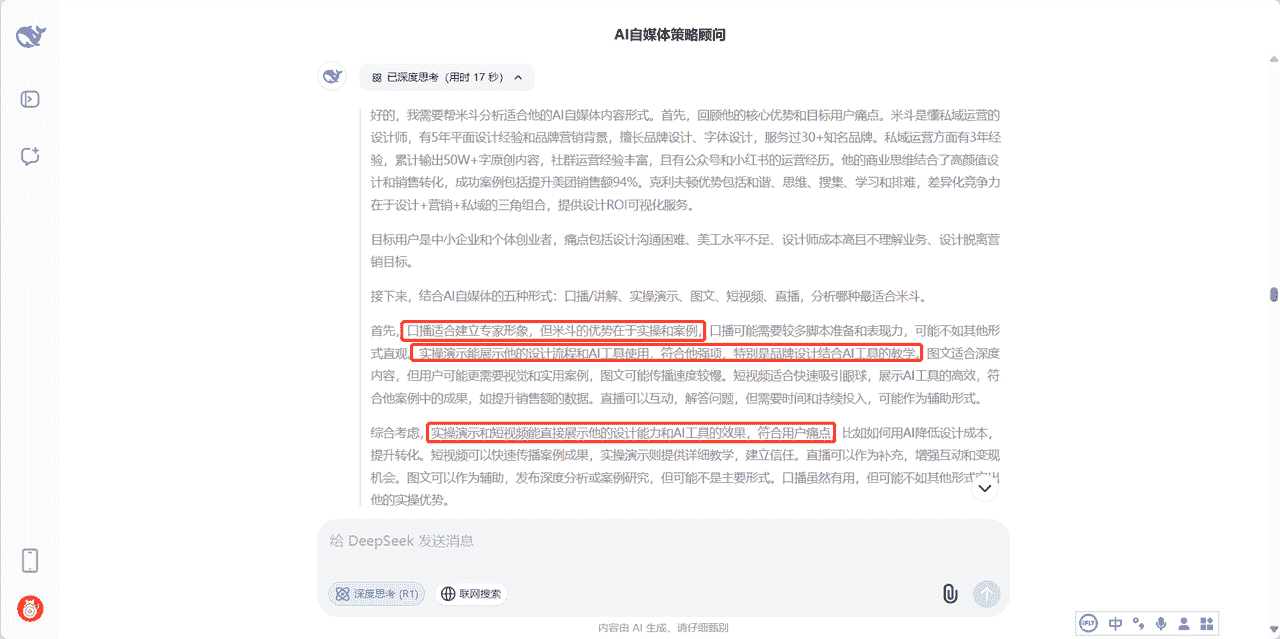 AI自媒体策略顾问
已深度思考（用时 17 秒）
好的，我需要帮米斗分析适合他的AI自媒体内容形式。首先，回顾他的核心优势和目标用户痛点。米斗是懂私域运营的
设计师，有5年平面设计经验和品牌营销背景，擅长品牌设计、字体设计，服务过30+知名品牌。私域运营方面有3年经
验，累计输出50W+字原创内容，社群运营经验丰富，且有公众号和小红书的运营经历。他的商业思维结合了高颜值设
计和销售转化，成功案例包括提升美团销售额94%。克利夫顿优势包括和谐、思维、搜集、学习和排难，差异化竞争力
在于设计+营销+私域的三角组合，提供设计ROI可视化服务。
目标用户是中小企业和个体创业者，痛点包括设计沟通困难、美工水平不足、设计师成本高且不理解业务、设计脱离营
销目标。
接下来，结合AI自媒体的五种形式：口播/讲解、实操演示、图文、短视频、直播，分析哪种最适合米斗。
首先，口播适合建立专家形象，但米斗的优势在于实操和案例，口播可能需要较多脚本准备和表现力，可能不如其他形
式直观。实操演示能展示他的设计流程和AI工具使用，符合他强项，特别是品牌设计结合AI工具的教学。图文适合深度
内容，但用户可能更需要视觉和实用案例，图文可能传播速度较慢。短视频适合快速吸引眼球，展示AI工具的高效，符
合他案例中的成果，如提升销售额的数据。直播可以互动，解答问题，但需要时间和持续投入，可能作为辅助形式。
综合考虑，实操演示和短视频能直接展示他的设计能力和AI工具的效果，符合用户痛点，比如如何用AI降低设计成本，
提升转化。短视频可以快速传播案例成果，实操演示则提供详细教学，建立信任。直播可以作为补充，增强互动和变现
机会。图文可以作为辅助，发布深度分析或案例研究，但可能不是主要形式。口播虽然有用，但可能不如其他形式突出
他的实操优势。
给 DeepSeek 发送消息
深度思考 (R1)
联网搜索
内容由 AI 生成，请仔细甄别
iFLY 中